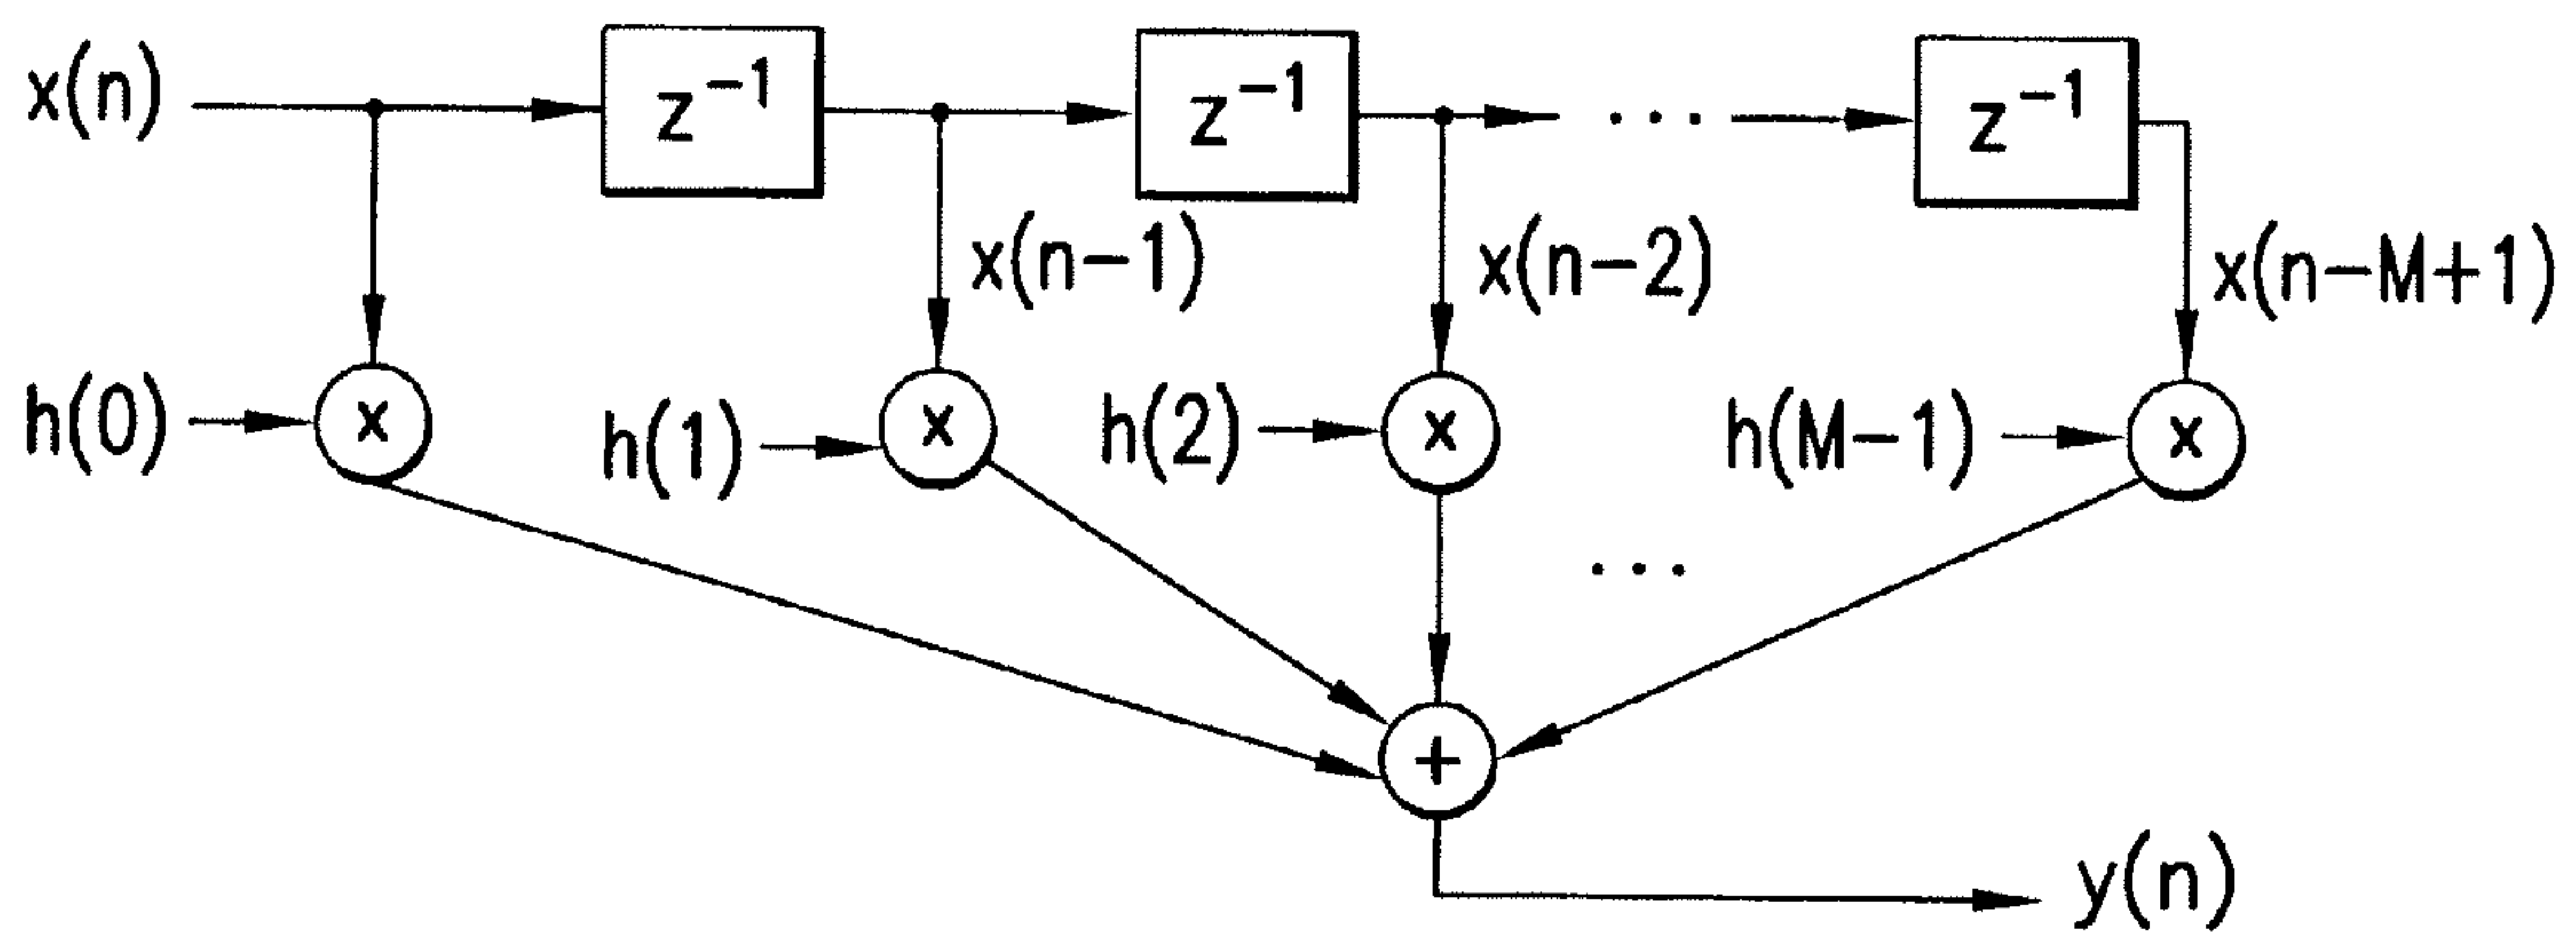 x(n) z⁻¹ z⁻¹ ... z⁻¹
x(n-1) x(n-2) x(n-M+1)
h(0) x h(1) x h(2) x h(M-1) x
...
+
y(n)